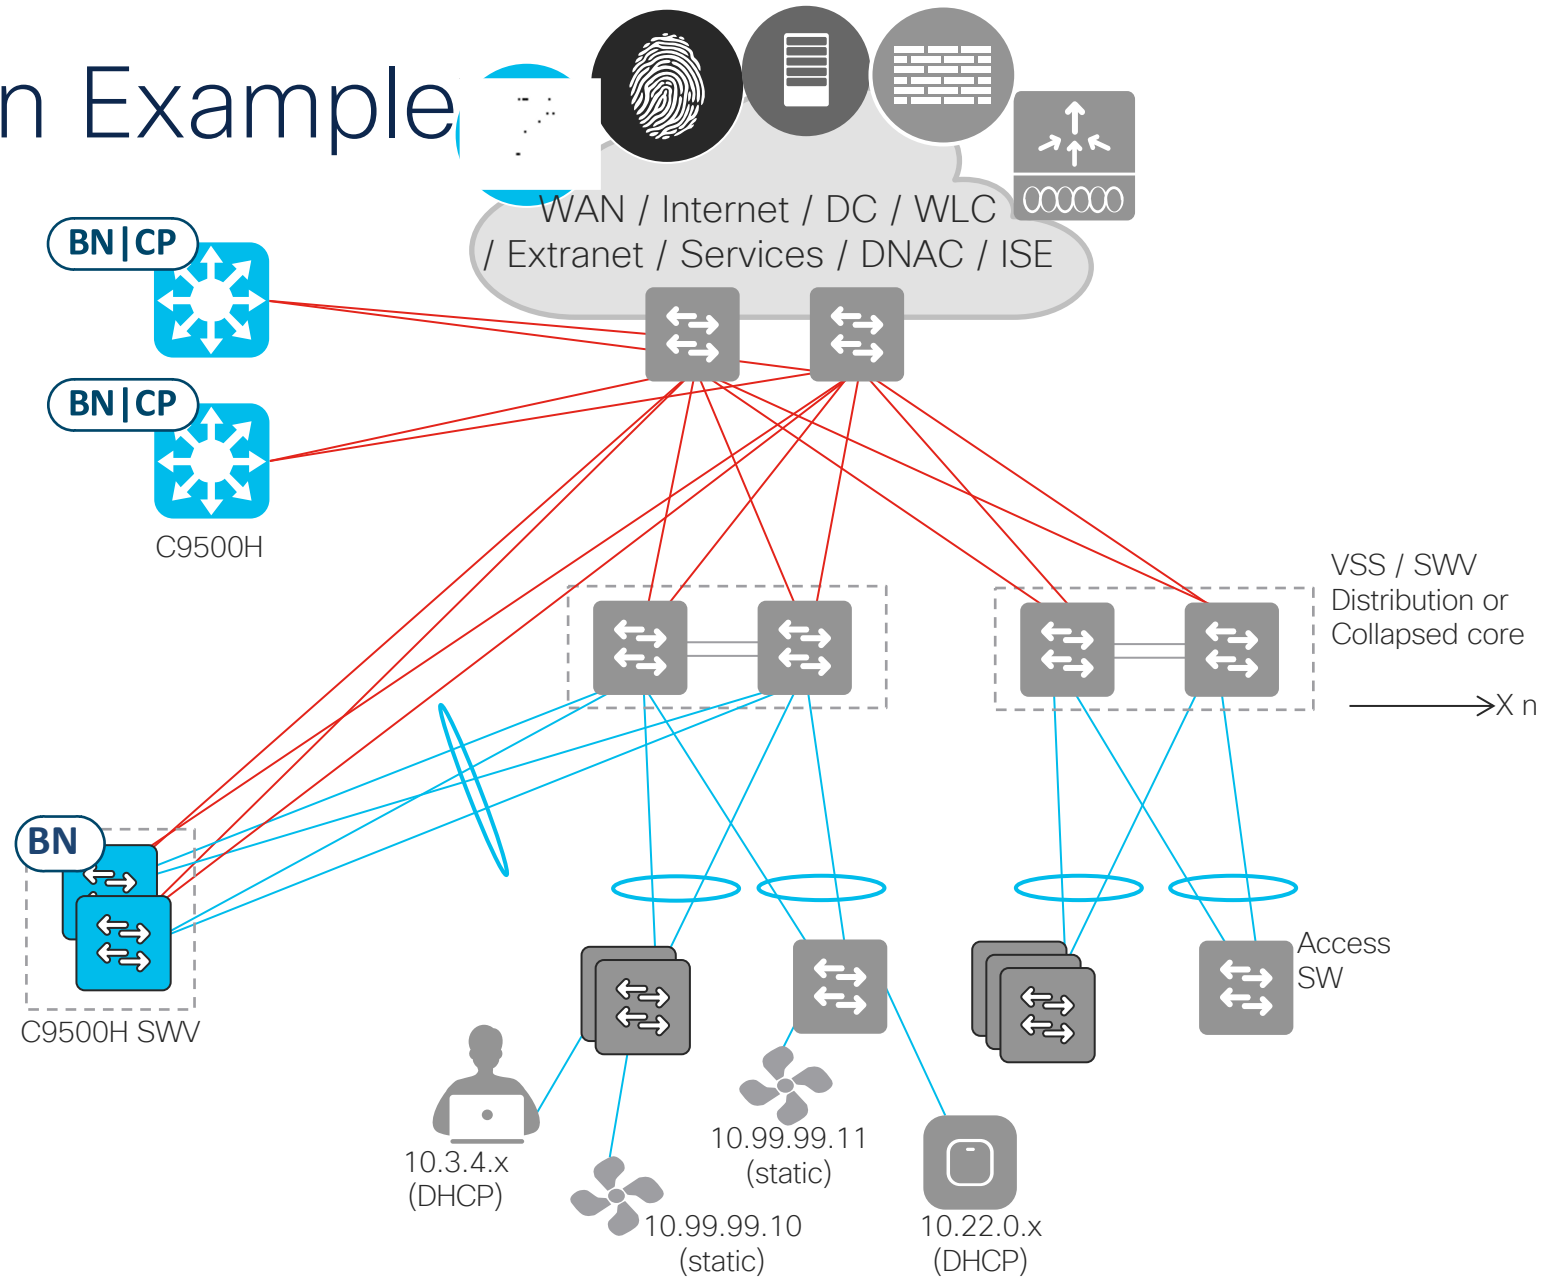 n Example
WAN / Internet / DC / WLC
/ Extranet / Services / DNAC / ISE
BN|CP
BN|CP
C9500H
VSS / SWV
Distribution or
Collapsed core
X n
BN
C9500H SWV
Access
SW
10.3.4.x
(DHCP)
10.99.99.10
(static)
10.99.99.11
(static)
10.22.0.x
(DHCP)